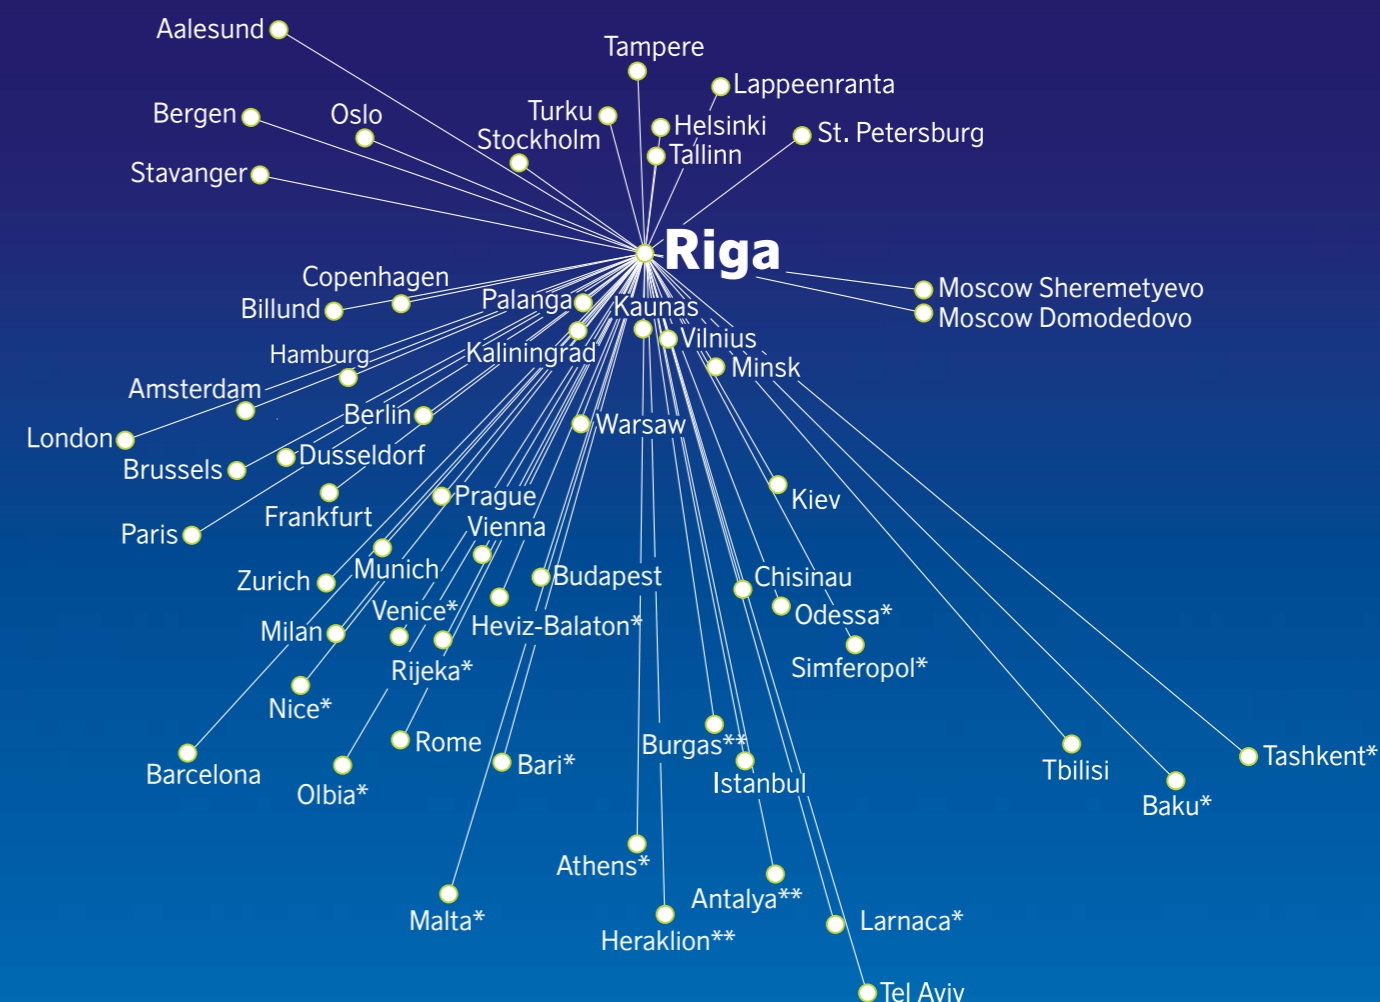 Aalesund
Tampere
Lappeenranta
Bergen
Oslo
Turku
Helsinki
St. Petersburg
Stockholm
Tallinn
Stavanger
Riga
Copenhagen
Moscow Sheremetyevo
Billund
Palanga
Kaunas
Moscow Domodedovo
Hamburg
Kaliningrad
Vilnius
Minsk
Amsterdam
Berlin
Warsaw
London
Brussels
Dusseldorf
Prague
Kiev
Frankfurt
Vienna
Paris
Zurich
Munich
Budapest
Chisinau
Venice*
Heviz-Balaton*
Odessa*
Milan
Rijeka*
Simferopol*
Nice*
Rome
Burgas**
Tashkent*
Barcelona
Bari*
Istanbul
Tbilisi
Olbia*
Baku*
Athens*
Antalya**
Malta*
Larnaca*
Heraklion**
Tel Aviv